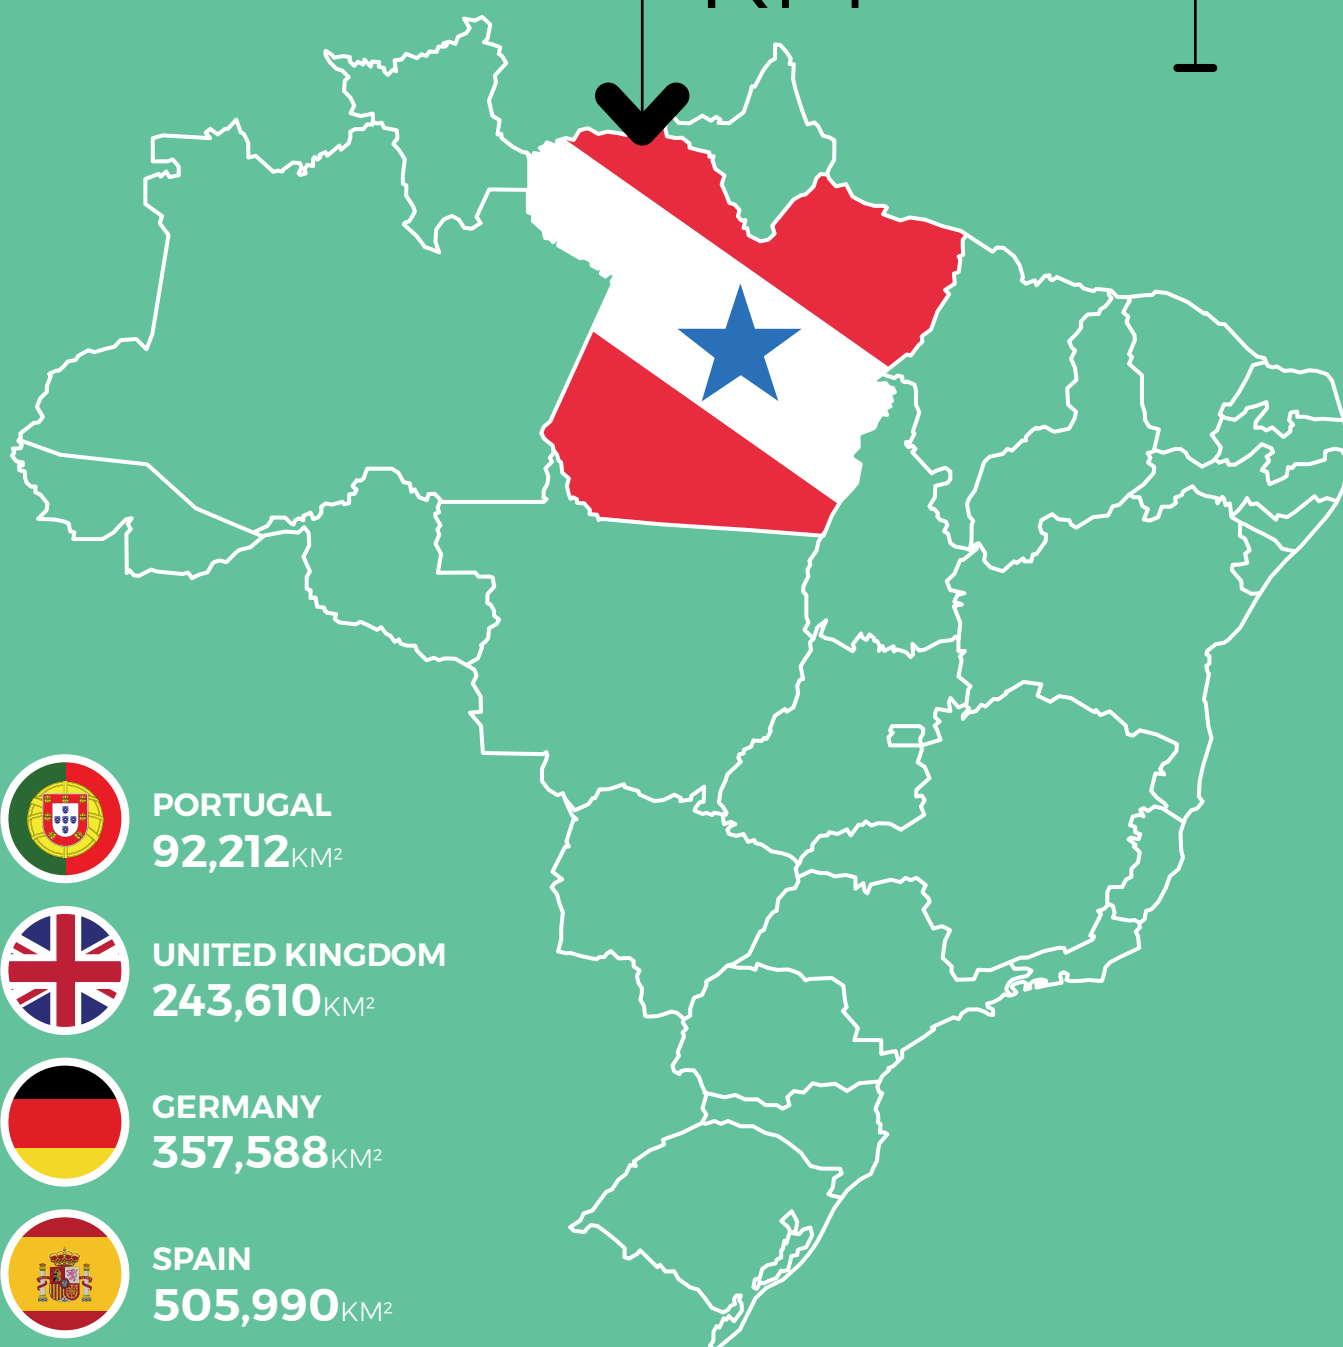 PORTUGAL
92,212KM²
UNITED KINGDOM
243,610KM²
GERMANY
357,588KM²
SPAIN
505,990KM²